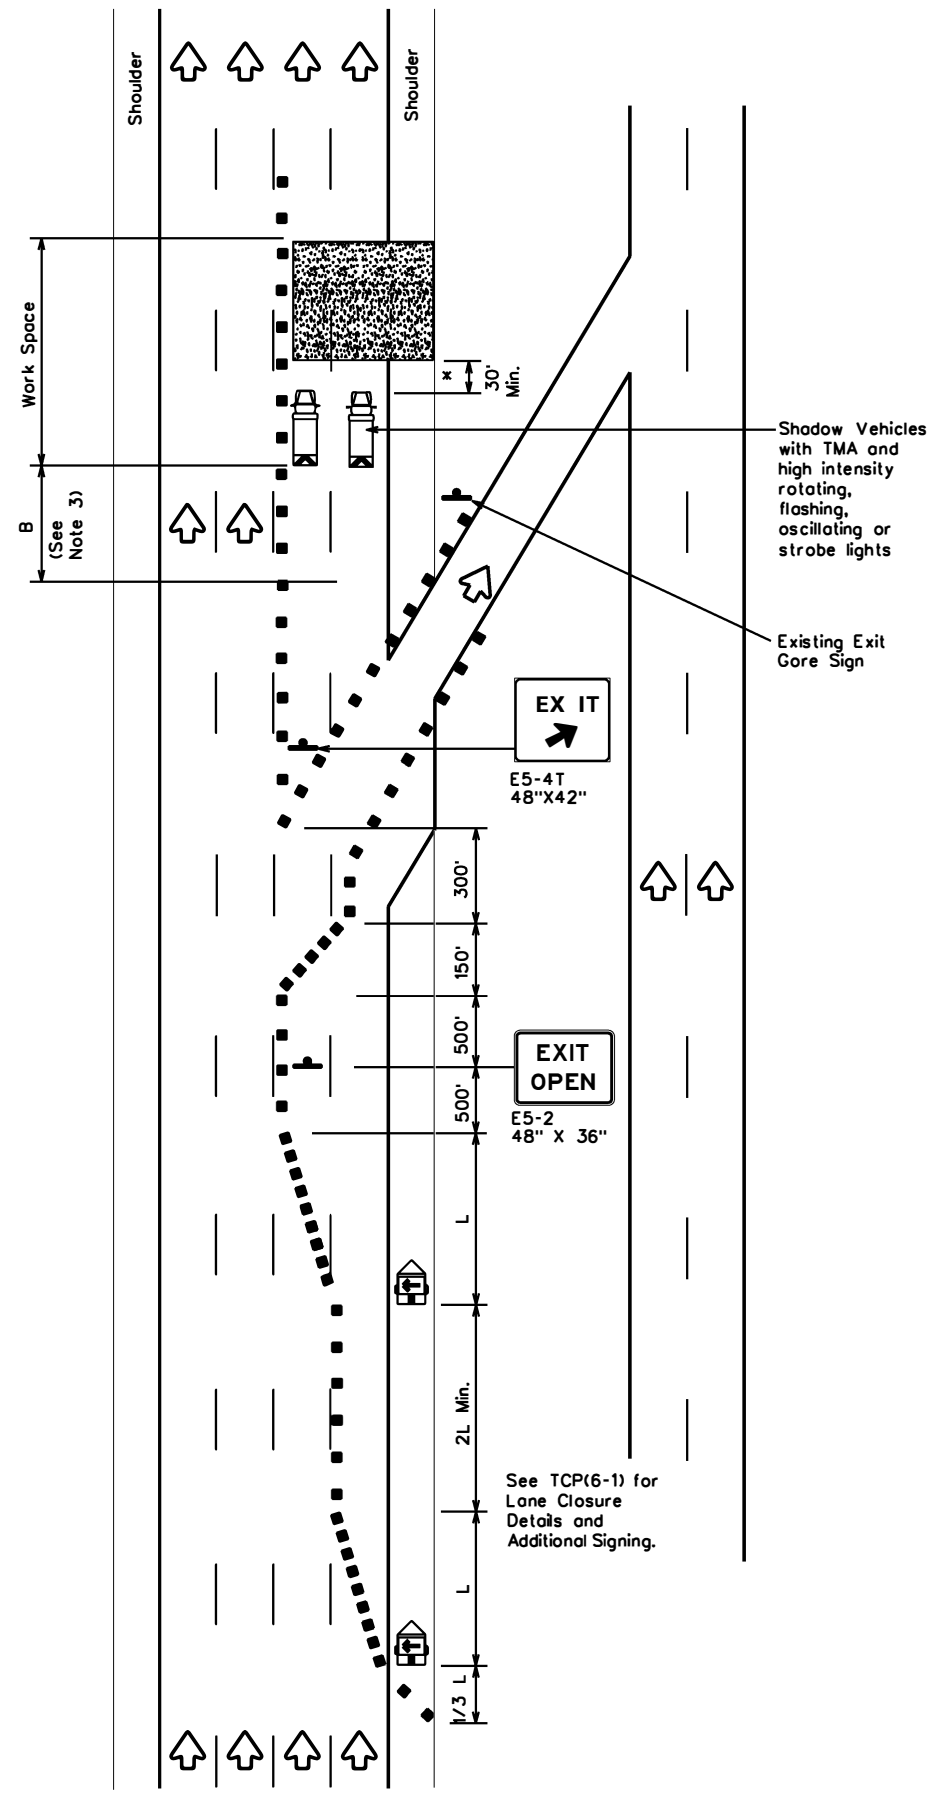 Shoulder
Shoulder
Work Space
*
30'
Min.
Shadow Vehicles
with TMA and
high intensity
rotating,
flashing,
oscillating or
strobe lights
B
(See
Note 3)
Existing Exit
Gore Sign
EX IT
E5-4T
48"X42"
300'
150'
500'
EXIT
OPEN
500'
E5-2
48" X 36"
L
2L Min.
See TCP(6-1) for
Lane Closure
Details and
Additional Signing.
L
1/3 L